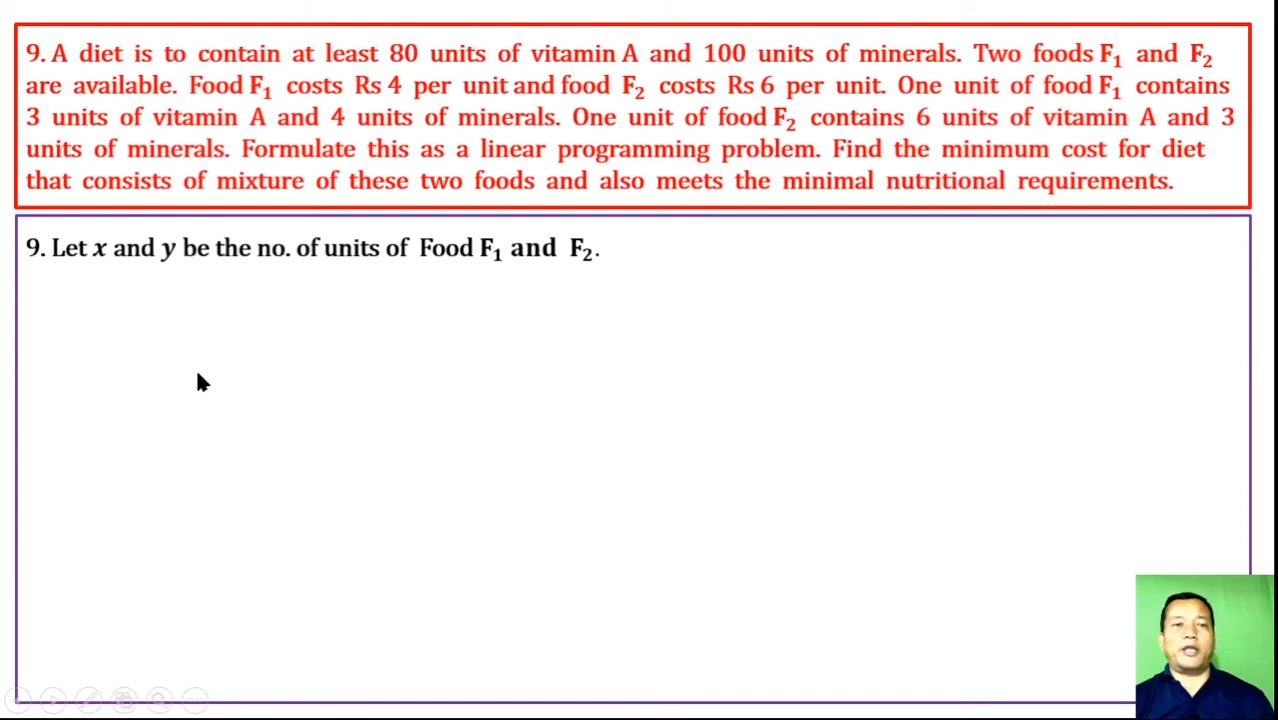 9. A diet is to contain at least 80 units of vitamin A and 100 units of minerals. Two foods F₁ and F₂
are available. Food F₁ costs Rs 4 per unit and food F₂ costs Rs 6 per unit. One unit of food F₁ contains
3 units of vitamin A and 4 units of minerals. One unit of food F₂ contains 6 units of vitamin A and 3
units of minerals. Formulate this as a linear programming problem. Find the minimum cost for diet
that consists of mixture of these two foods and also meets the minimal nutritional requirements.
9. Let x and y be the no. of units of Food F₁ and F₂.